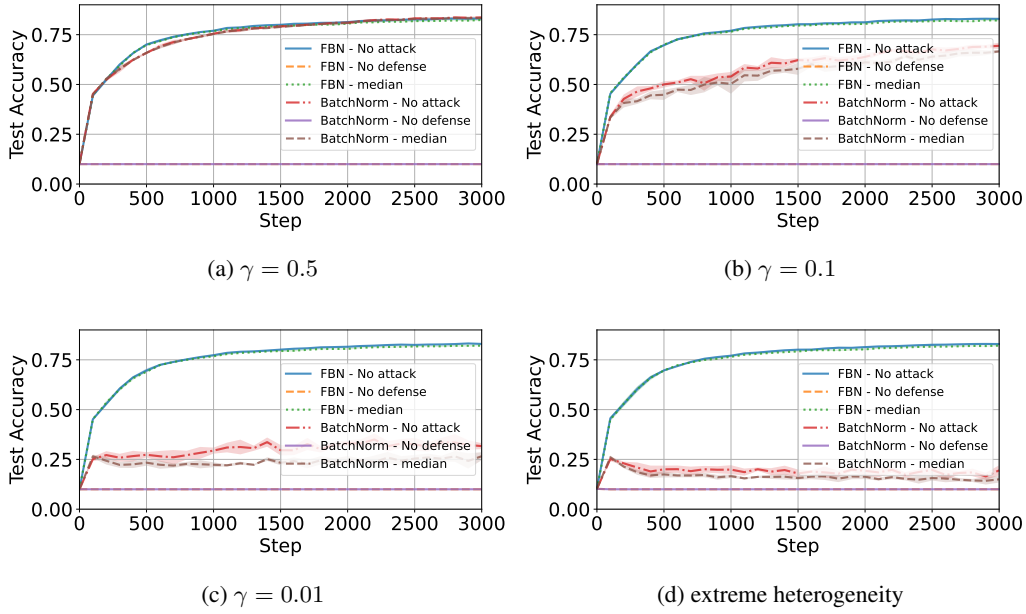 Test Accuracy
0.75
0.50
0.25
0.00
FBN - No attack
FBN - No defense
FBN - median
BatchNorm - No attack
BatchNorm - No defense
BatchNorm - median
0 500 1000 1500 2000 2500 3000
Step
(a) γ = 0.5
Test Accuracy
0.75
0.50
0.25
0.00
FBN - No attack
FBN - No defense
FBN - median
BatchNorm - No attack
BatchNorm - No defense
BatchNorm - median
0 500 1000 1500 2000 2500 3000
Step
(b) γ = 0.1
Test Accuracy
0.75
0.50
0.25
0.00
FBN - No attack
FBN - No defense
FBN - median
BatchNorm - No attack
BatchNorm - No defense
BatchNorm - median
0 500 1000 1500 2000 2500 3000
Step
(c) γ = 0.01
Test Accuracy
0.75
0.50
0.25
0.00
FBN - No attack
FBN - No defense
FBN - median
BatchNorm - No attack
BatchNorm - No defense
BatchNorm - median
0 500 1000 1500 2000 2500 3000
Step
(d) extreme heterogeneity